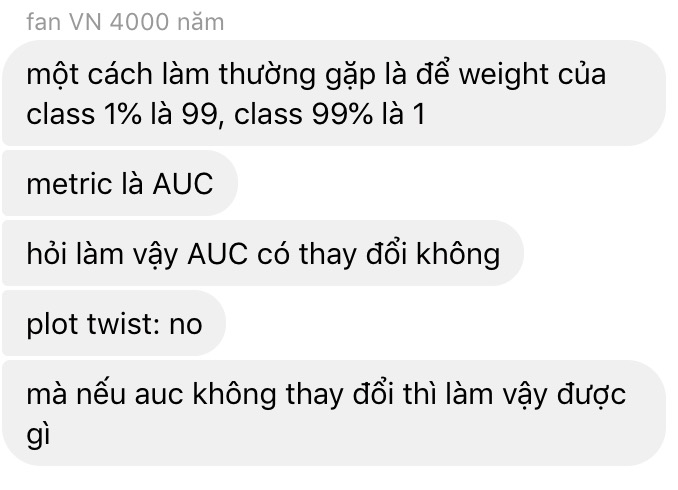 fan VN 4000 năm
một cách làm thường gặp là để weight của
class 1% là 99, class 99% là 1
metric là AUC
hỏi làm vậy AUC có thay đổi không
plot twist: no
mà nếu auc không thay đổi thì làm vậy được
gì